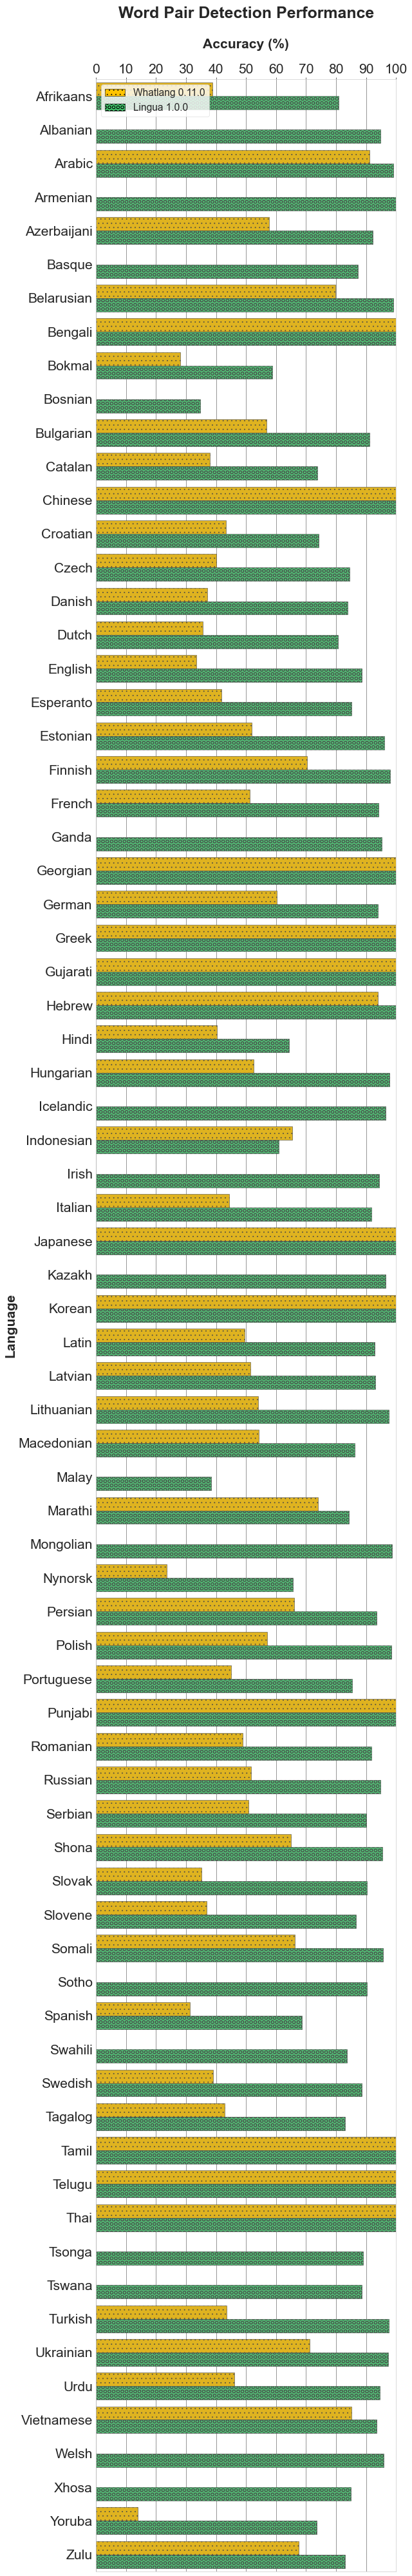 Word Pair Detection Performance
Accuracy (%)
0 10 20 30 40 50 60 70 80 90 100
Whatlang 0.11.0
Lingua 1.0.0
Language
Afrikaans
Albanian
Arabic
Armenian
Azerbaijani
Basque
Belarusian
Bengali
Bokmal
Bosnian
Bulgarian
Catalan
Chinese
Croatian
Czech
Danish
Dutch
English
Esperanto
Estonian
Finnish
French
Ganda
Georgian
German
Greek
Gujarati
Hebrew
Hindi
Hungarian
Icelandic
Indonesian
Irish
Italian
Japanese
Kazakh
Korean
Latin
Latvian
Lithuanian
Macedonian
Malay
Marathi
Mongolian
Nynorsk
Persian
Polish
Portuguese
Punjabi
Romanian
Russian
Serbian
Shona
Slovak
Slovene
Somali
Sotho
Spanish
Swahili
Swedish
Tagalog
Tamil
Telugu
Thai
Tsonga
Tswana
Turkish
Ukrainian
Urdu
Vietnamese
Welsh
Xhosa
Yoruba
Zulu